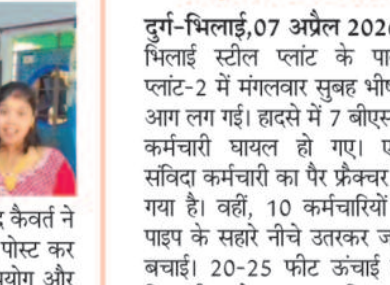 दुर्ग-भिलाई,07 अप्रैल 202
भिलाई स्टील प्लांट के
प्लांट-2 में मंगलवार सुबह
आग लग गई। हादसे में 7
कर्मचारी घायल हो गए।
संविदा कर्मचारी का पैर फ्रैक्चर
गया है। वहीं, 10 कर्मचारियों
पाइप के सहारे नीचे उतरकर
बचाई। 20-25 फीट ऊंचाई
कैवर्त ने
पोस्ट कर
और